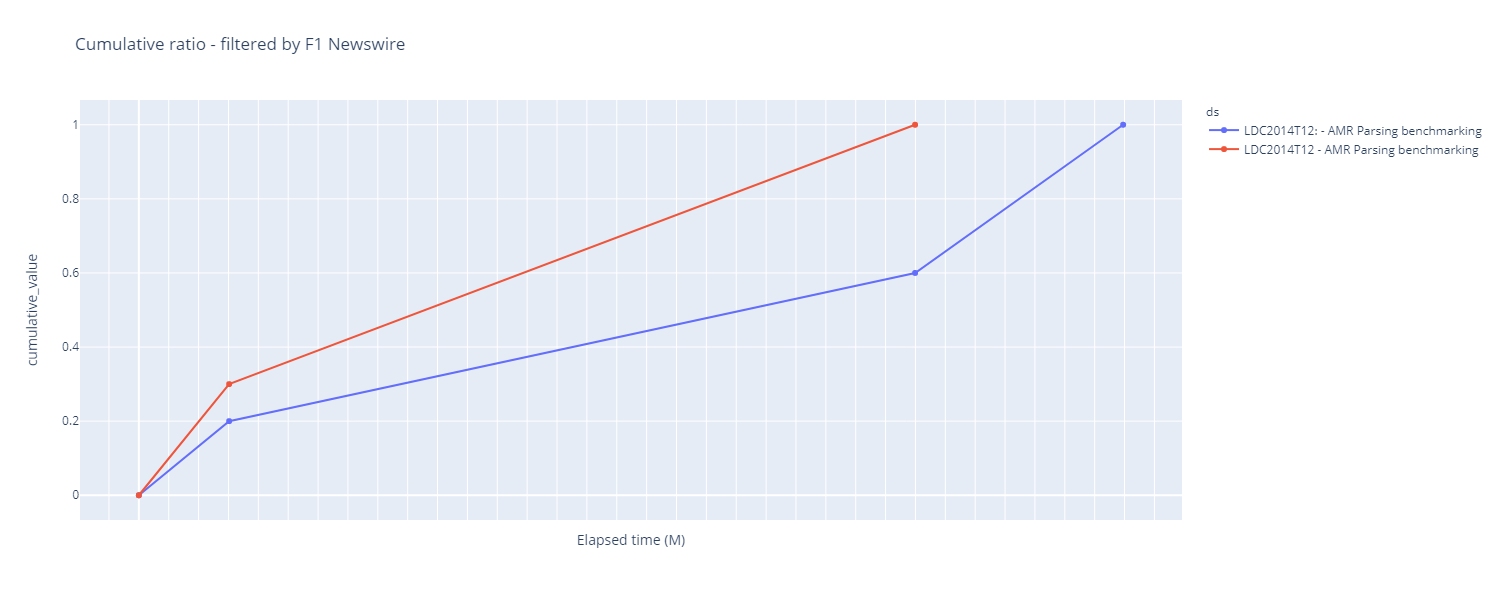 Cumulative ratio - filtered by F1 Newswire
ds
LDC2014T12: - AMR Parsing benchmarking
LDC2014T12 - AMR Parsing benchmarking
1
0.8
0.6
0.4
0.2
0
cumulative_value
Elapsed time (M)